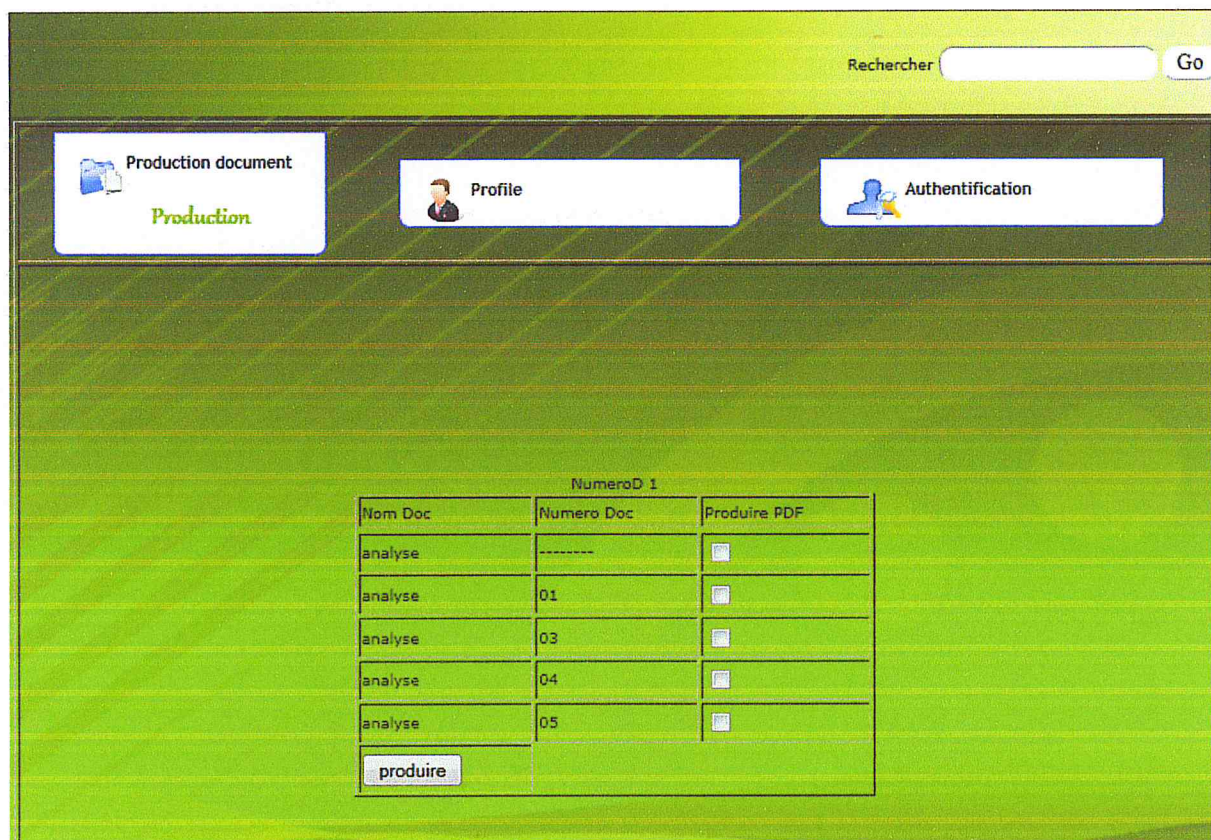 Rechercher Go
Production document
Production
Profile
Authentification
NumeroD 1
Nom Doc Numero Doc Produire PDF
analyse --------
analyse 01
analyse 03
analyse 04
analyse 05
produire